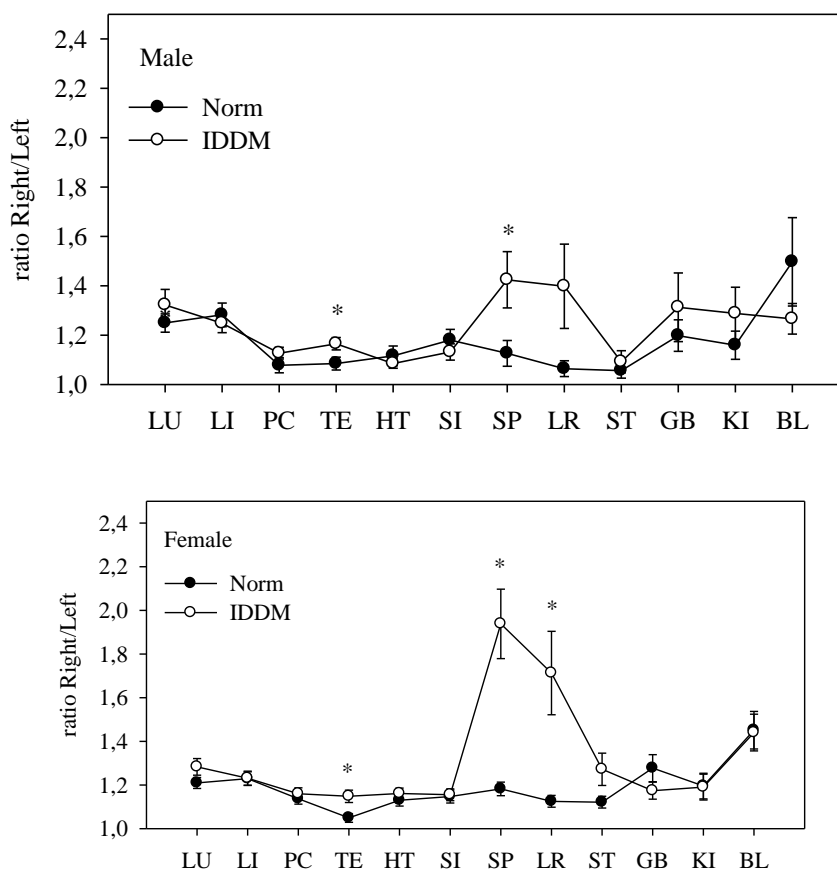 2,4
2,2
2,0
1,8
1,6
1,4
1,2
1,0
ratio Right/Left
Male
Norm
IDDM
*
*
*
LU LI PC TE HT SI SP LR ST GB KI BL
2,4
2,2
2,0
1,8
1,6
1,4
1,2
1,0
ratio Right/Left
Female
Norm
IDDM
*
*
*
LU LI PC TE HT SI SP LR ST GB KI BL